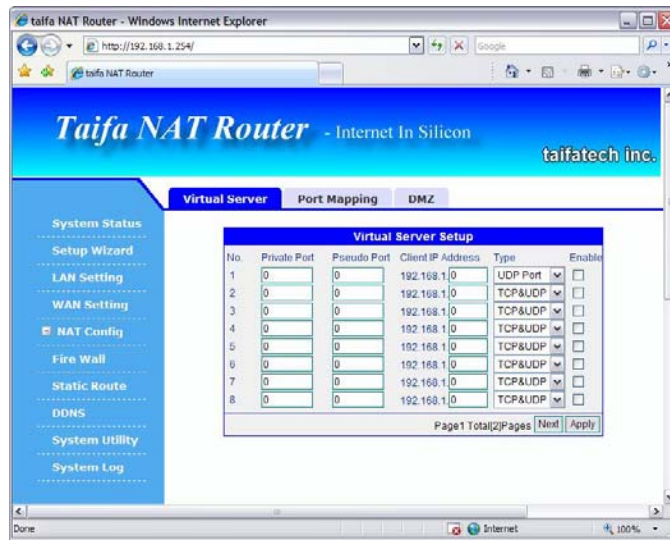 taifa NAT Router - Windows Internet Explorer
http://192.168.1.254/
Google
taifa NAT Router
Taifa NAT Router - Internet In Silicon
taifatech inc.
Virtual Server Port Mapping DMZ
System Status
Setup Wizard
LAN Setting
WAN Setting
NAT Config
Fire Wall
Static Route
DDNS
System Utility
System Log
Virtual Server Setup
No. Private Port Pseudo Port Client IP Address Type Enable
1 0 0 192.168.1.0 UDP Port
2 0 0 192.168.1.0 TCP&UDP
3 0 0 192.168.1.0 TCP&UDP
4 0 0 192.168.1.0 TCP&UDP
5 0 0 192.168.1.0 TCP&UDP
6 0 0 192.168.1.0 TCP&UDP
7 0 0 192.168.1.0 TCP&UDP
8 0 0 192.168.1.0 TCP&UDP
Page1 Total[2]Pages Next Apply
Done Internet 100%